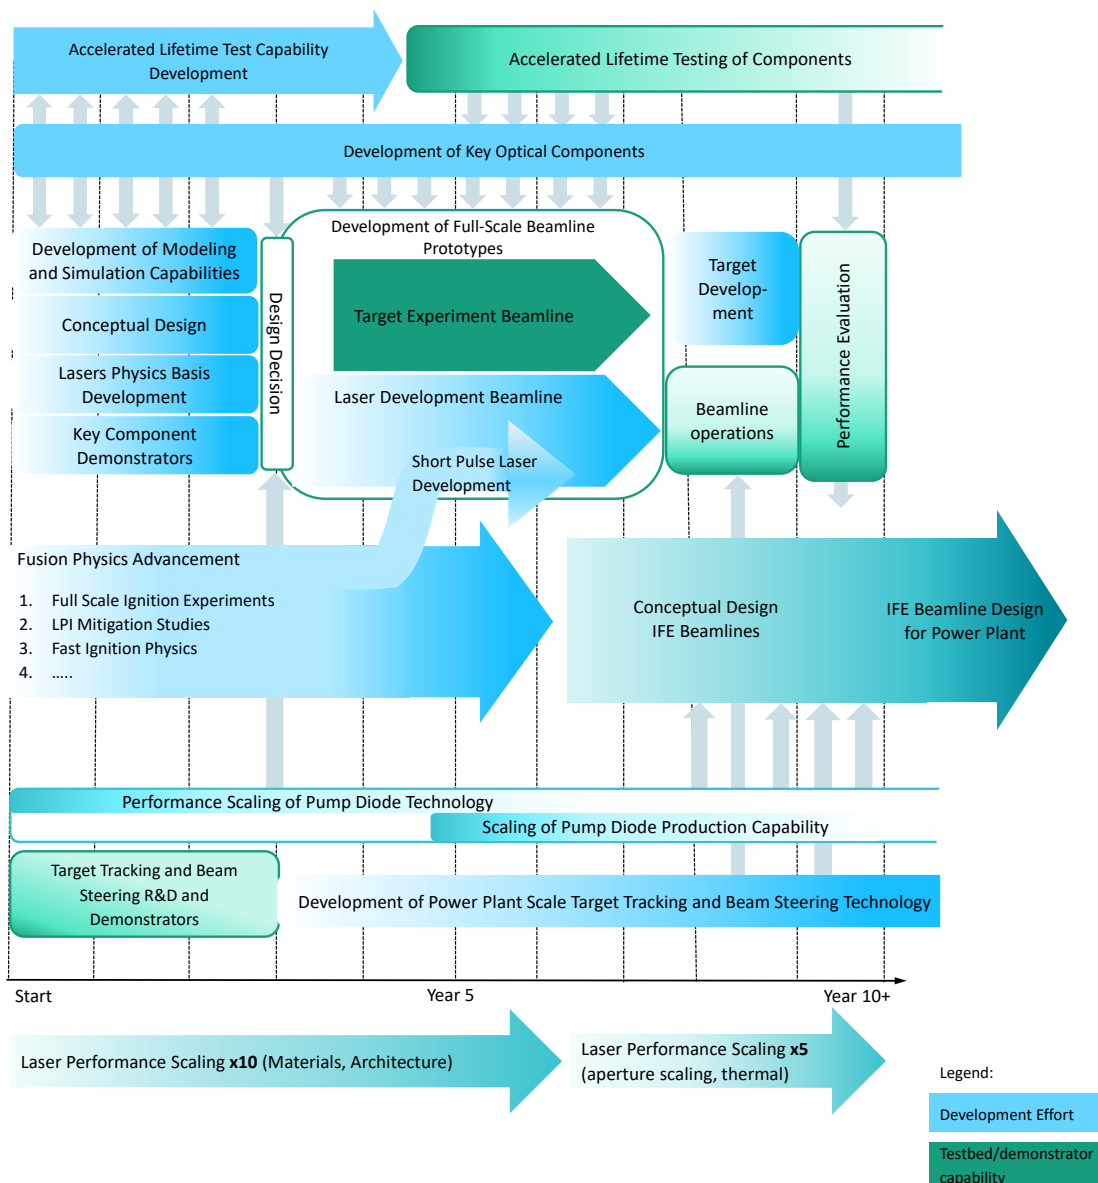 Accelerated Lifetime Test Capability
Development
Accelerated Lifetime Testing of Components
Development of Key Optical Components
Development of Modeling
and Simulation Capabilities
Conceptual Design
Lasers Physics Basis
Development
Key Component
Demonstrators
Design Decision
Development of Full-Scale Beamline
Prototypes
Target Experiment Beamline
Laser Development Beamline
Short Pulse Laser
Development
Target
Develop-
ment
Beamline
operations
Performance Evaluation
Fusion Physics Advancement
1. Full Scale Ignition Experiments
2. LPI Mitigation Studies
3. Fast Ignition Physics
4. .....
Conceptual Design
IFE Beamlines
IFE Beamline Design
for Power Plant
Performance Scaling of Pump Diode Technology
Scaling of Pump Diode Production Capability
Target Tracking and Beam
Steering R&D and
Demonstrators
Development of Power Plant Scale Target Tracking and Beam Steering Technology
Start
Year 5
Year 10+
Laser Performance Scaling x10 (Materials, Architecture)
Laser Performance Scaling x5
(aperture scaling, thermal)
Legend:
Development Effort
Testbed/demonstrator
capability